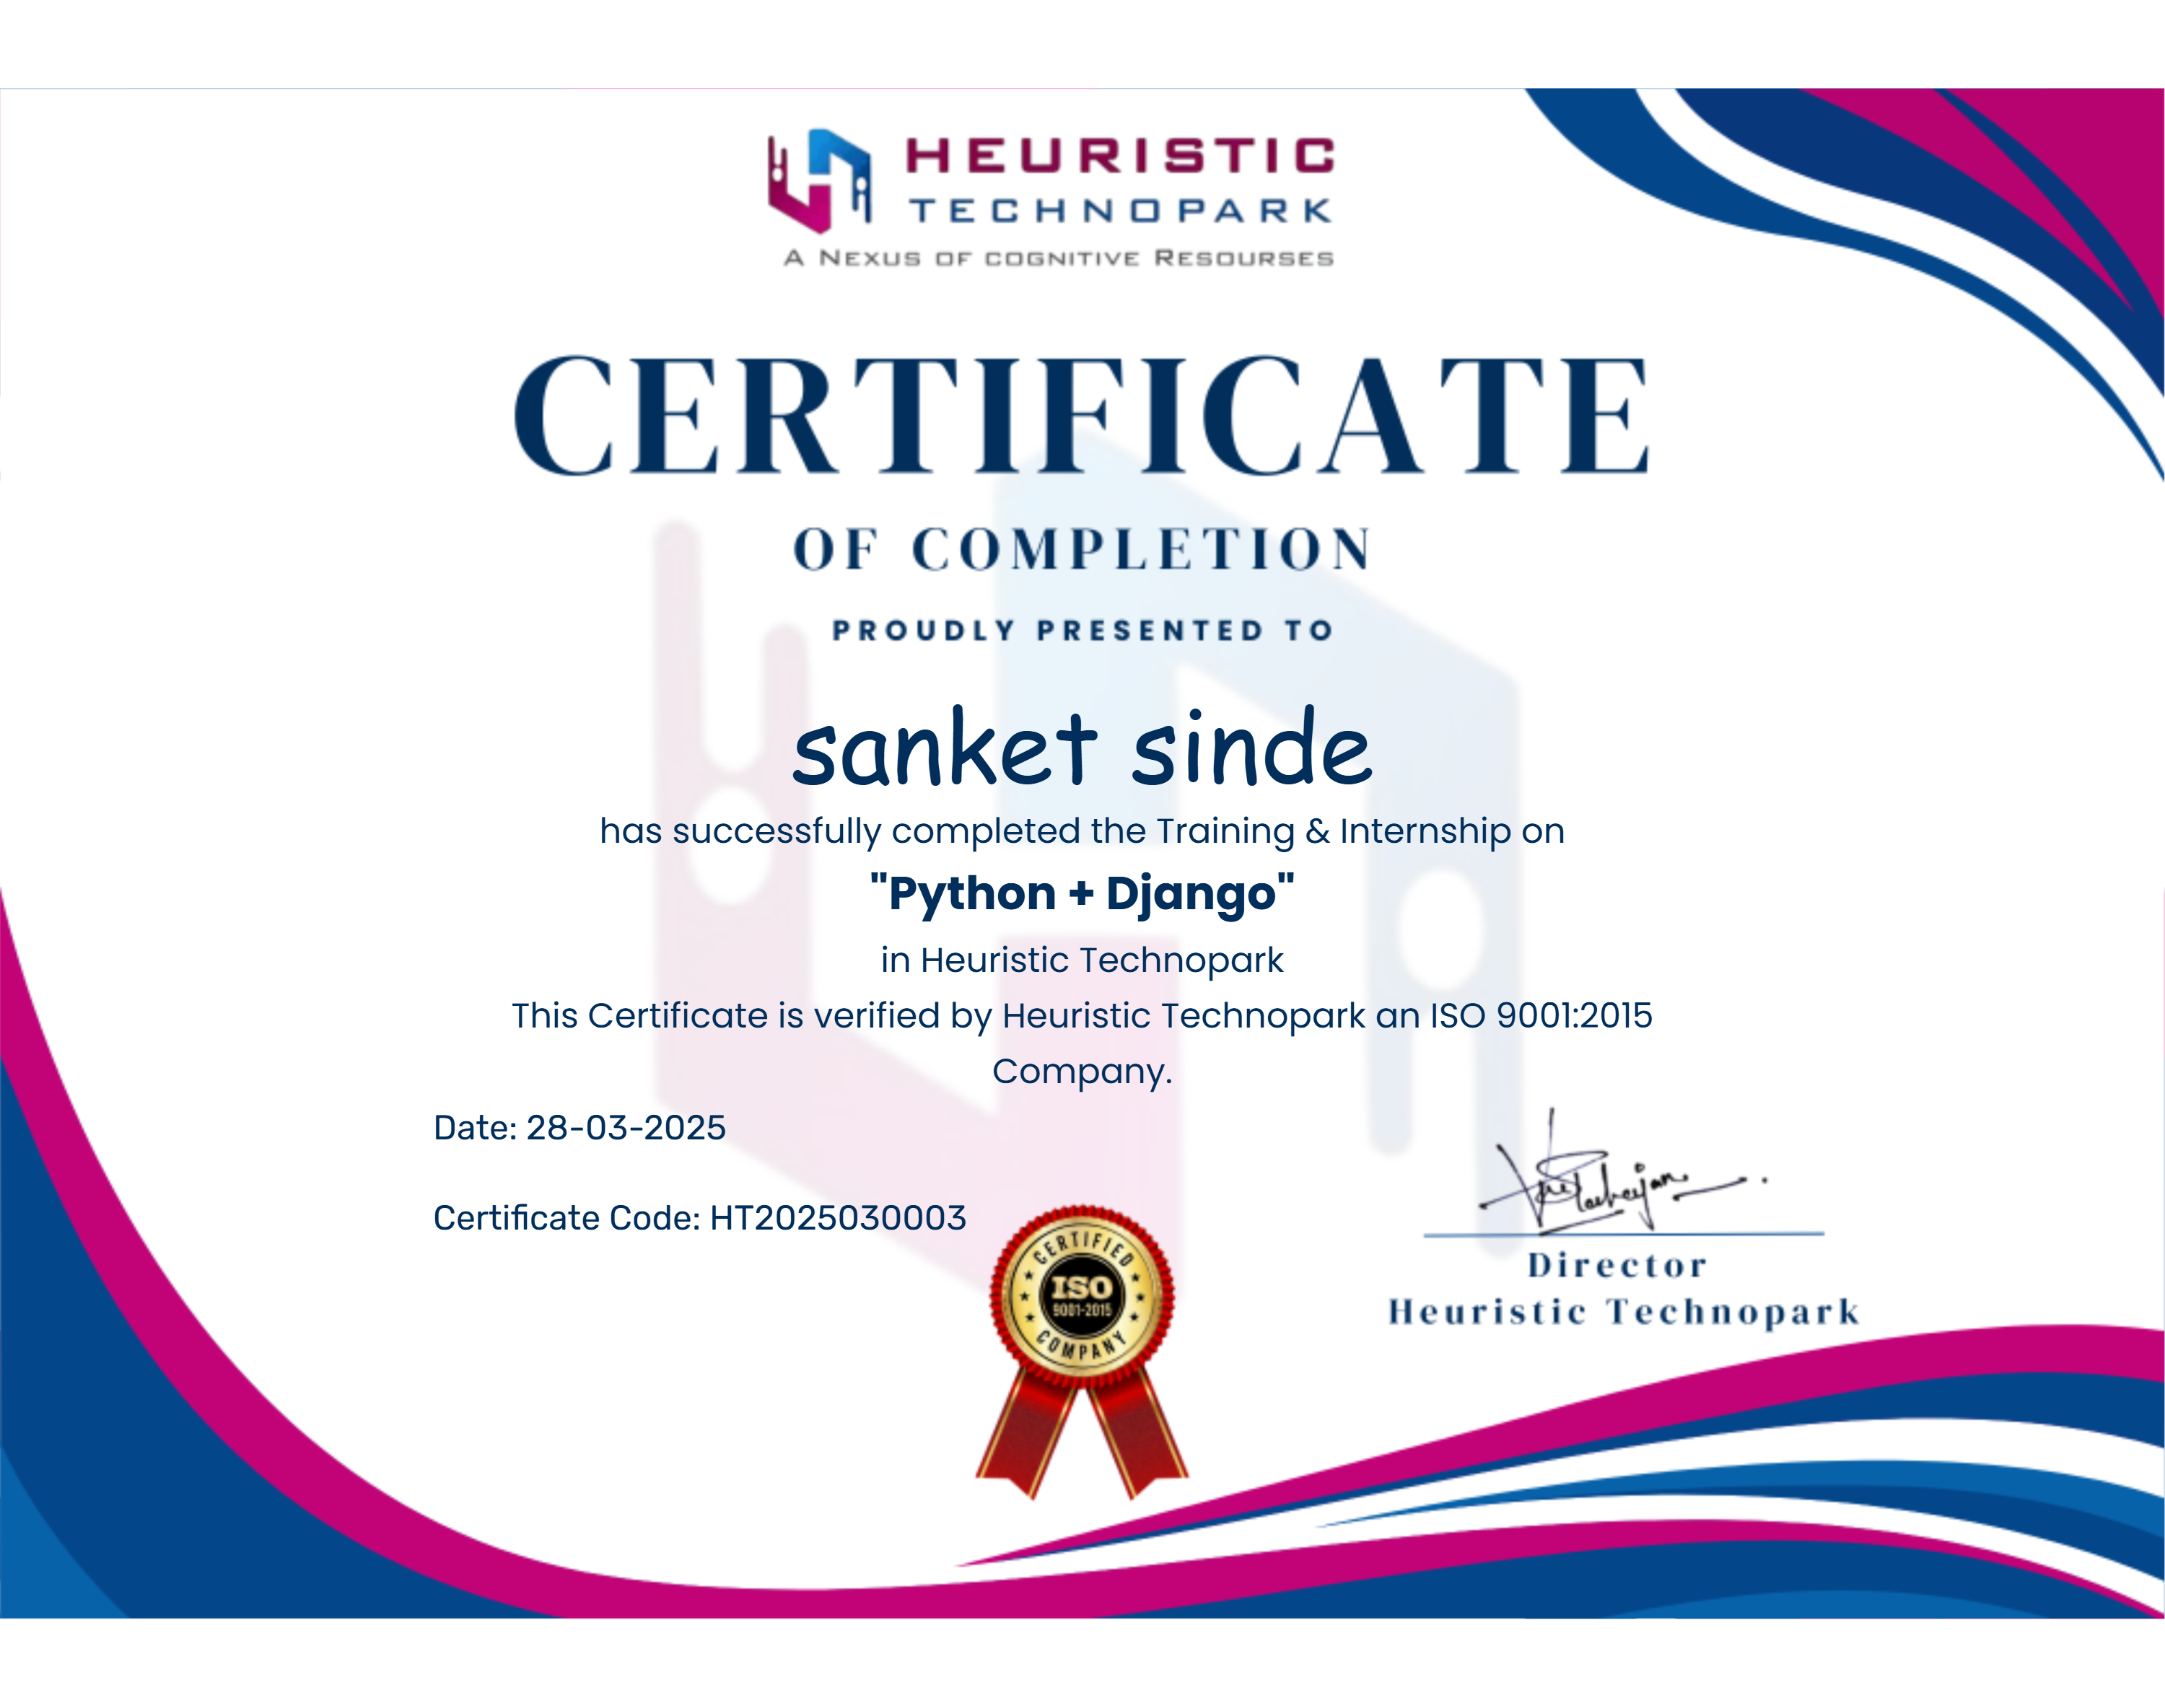 HEURISTIC
TECHNOPARK
A NEXUS OF COGNITIVE RESOURSES
CERTIFICATE
OF COMPLETION
PROUDLY PRESENTED TO
sanket sinde
has successfully completed the Training & Internship on
"Python + Django"
in Heuristic Technopark
This Certificate is verified by Heuristic Technopark an ISO 9001:2015
Company.
Date: 28-03-2025
Certificate Code: HT2025030003
CERTIFIED
ISO
9001-2015
COMPANY
Director
Heuristic Technopark